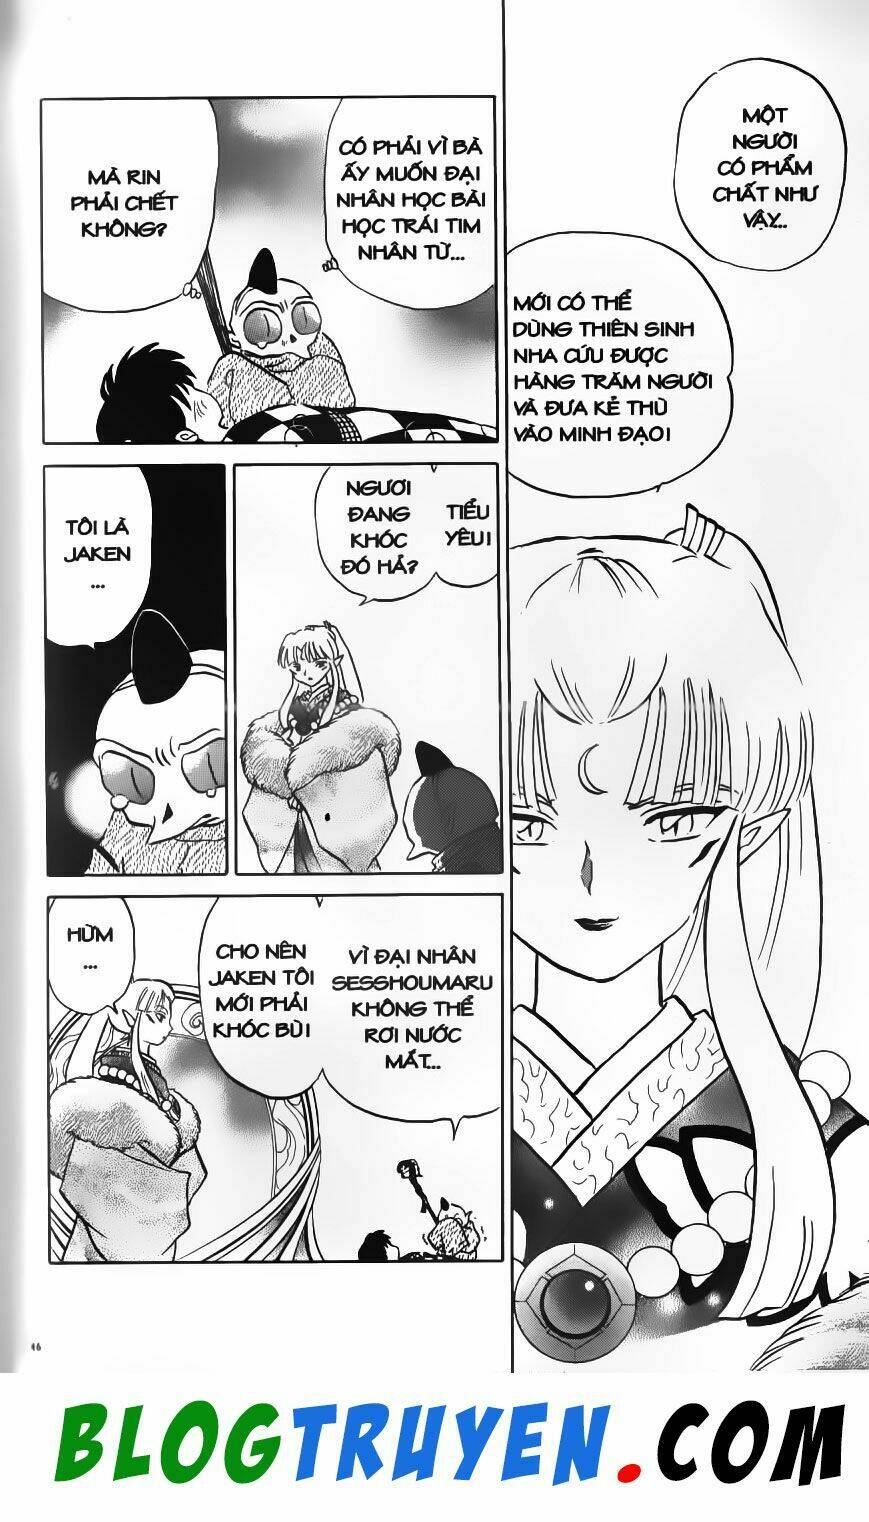 MỘT
NGƯỜI
CÓ PHẨM
CHẤT NHƯ
VẬY...
MỚI CÓ THỂ
DÙNG THIÊN SINH
NHA CỨU ĐƯỢC
HÀNG TRĂM NGƯỜI
VÀ ĐƯA KẺ THÙ
VÀO MINH ĐẠO!
CÓ PHẢI VÌ BÀ
ẤY MUỐN ĐẠI
NHÂN HỌC BÀI
HỌC TRÁI TIM
NHÂN TỪ...
MÀ RIN
PHẢI CHẾT
KHÔNG?
TIỂU
YÊU!
NGƯƠI
ĐANG
KHÓC
ĐÓ HẢ?
TÔI LÀ
JAKEN
...
VÌ ĐẠI NHÂN
SESSHOUMARU
KHÔNG THỂ
RƠI NƯỚC
MẮT...
CHO NÊN
JAKEN TÔI
MỚI PHẢI
KHÓC BÙ!
HỪM
...
46
BLOGTRUYEN.COM